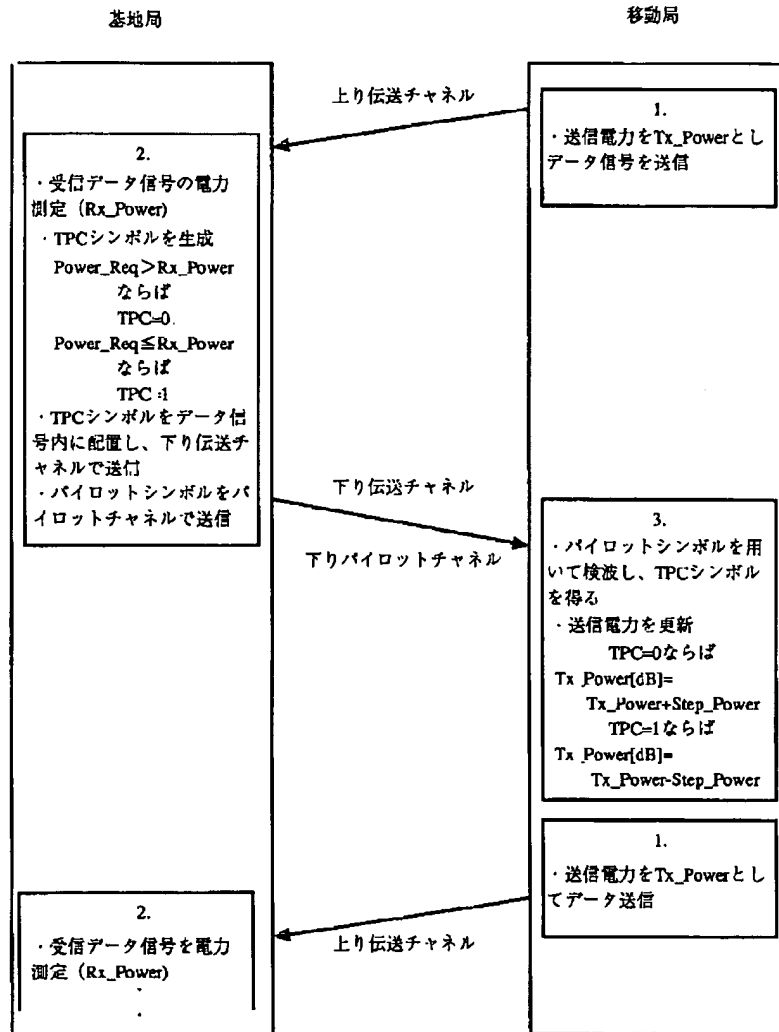 基地局
移動局
上り伝送チャネル
1.
・送信電力をTx_Powerとし
データ信号を送信
2.
・受信データ信号の電力
測定（Rx_Power)
・TPCシンボルを生成
Power_Req＞Rx_Power
ならば
TPC=0.
Power_Req≦Rx_Power
ならば
TPC=1
・TPCシンボルをデータ信
号内に配置し、下り伝送チ
ャネルで送信
・パイロットシンボルをパ
イロットチャネルで送信
下り伝送チャネル
下りパイロットチャネル
3.
・パイロットシンボルを用
いて検波し、TPCシンボル
を得る
・送信電力を更新
TPC=0ならば
Tx_Power[dB]=
Tx_Power+Step_Power
TPC=1ならば
Tx_Power[dB]=
Tx_Power-Step_Power
1.
・送信電力をTx_Powerとし
てデータ送信
上り伝送チャネル
2.
・受信データ信号を電力
測定（Rx_Power)
・
・